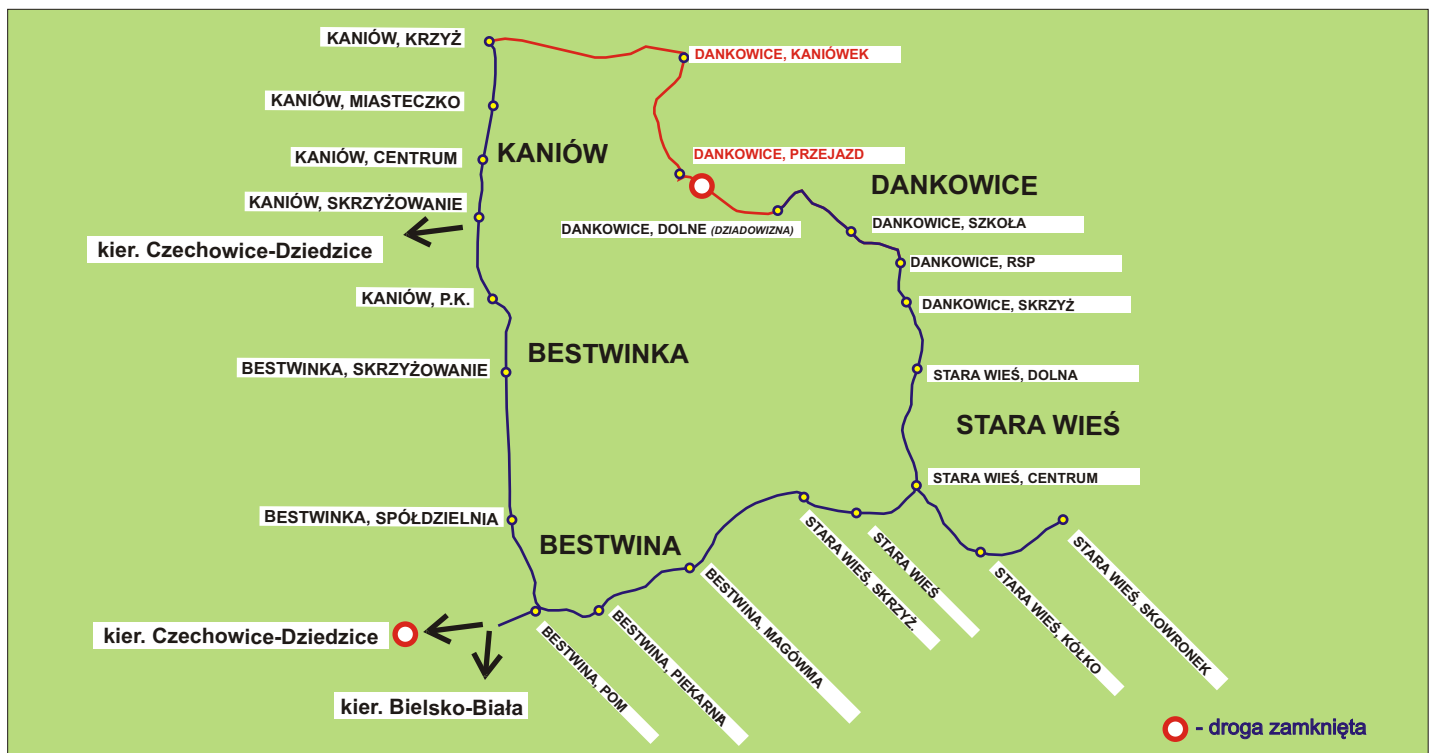 KANIÓW, KRZYŻ
DANKOWICE, KANIÓWEK
KANIÓW, MIASTECZKO
KANIÓW, CENTRUM
KANIÓW
DANKOWICE, PRZEJAZD
DANKOWICE
KANIÓW, SKRZYŻOWANIE
DANKOWICE, DOLNE (DZIADOWIZNA)
DANKOWICE, SZKOŁA
kier. Czechowice-Dziedzice
DANKOWICE, RSP
KANIÓW, P.K.
DANKOWICE, SKRZYŻ
BESTWINKA
BESTWINKA, SKRZYŻOWANIE
STARA WIEŚ, DOLNA
STARA WIEŚ
STARA WIEŚ, CENTRUM
BESTWINKA, SPÓŁDZIELNIA
BESTWINA
STARA WIEŚ, SKRZYŻ.
STARA WIEŚ
STARA WIEŚ, KÓŁKO
STARA WIEŚ, SKOWRONEK
BESTWINA, MAGÓWMA
BESTWINA, PIEKARNA
BESTWINA, POM
kier. Czechowice-Dziedzice
kier. Bielsko-Biała
- droga zamknięta